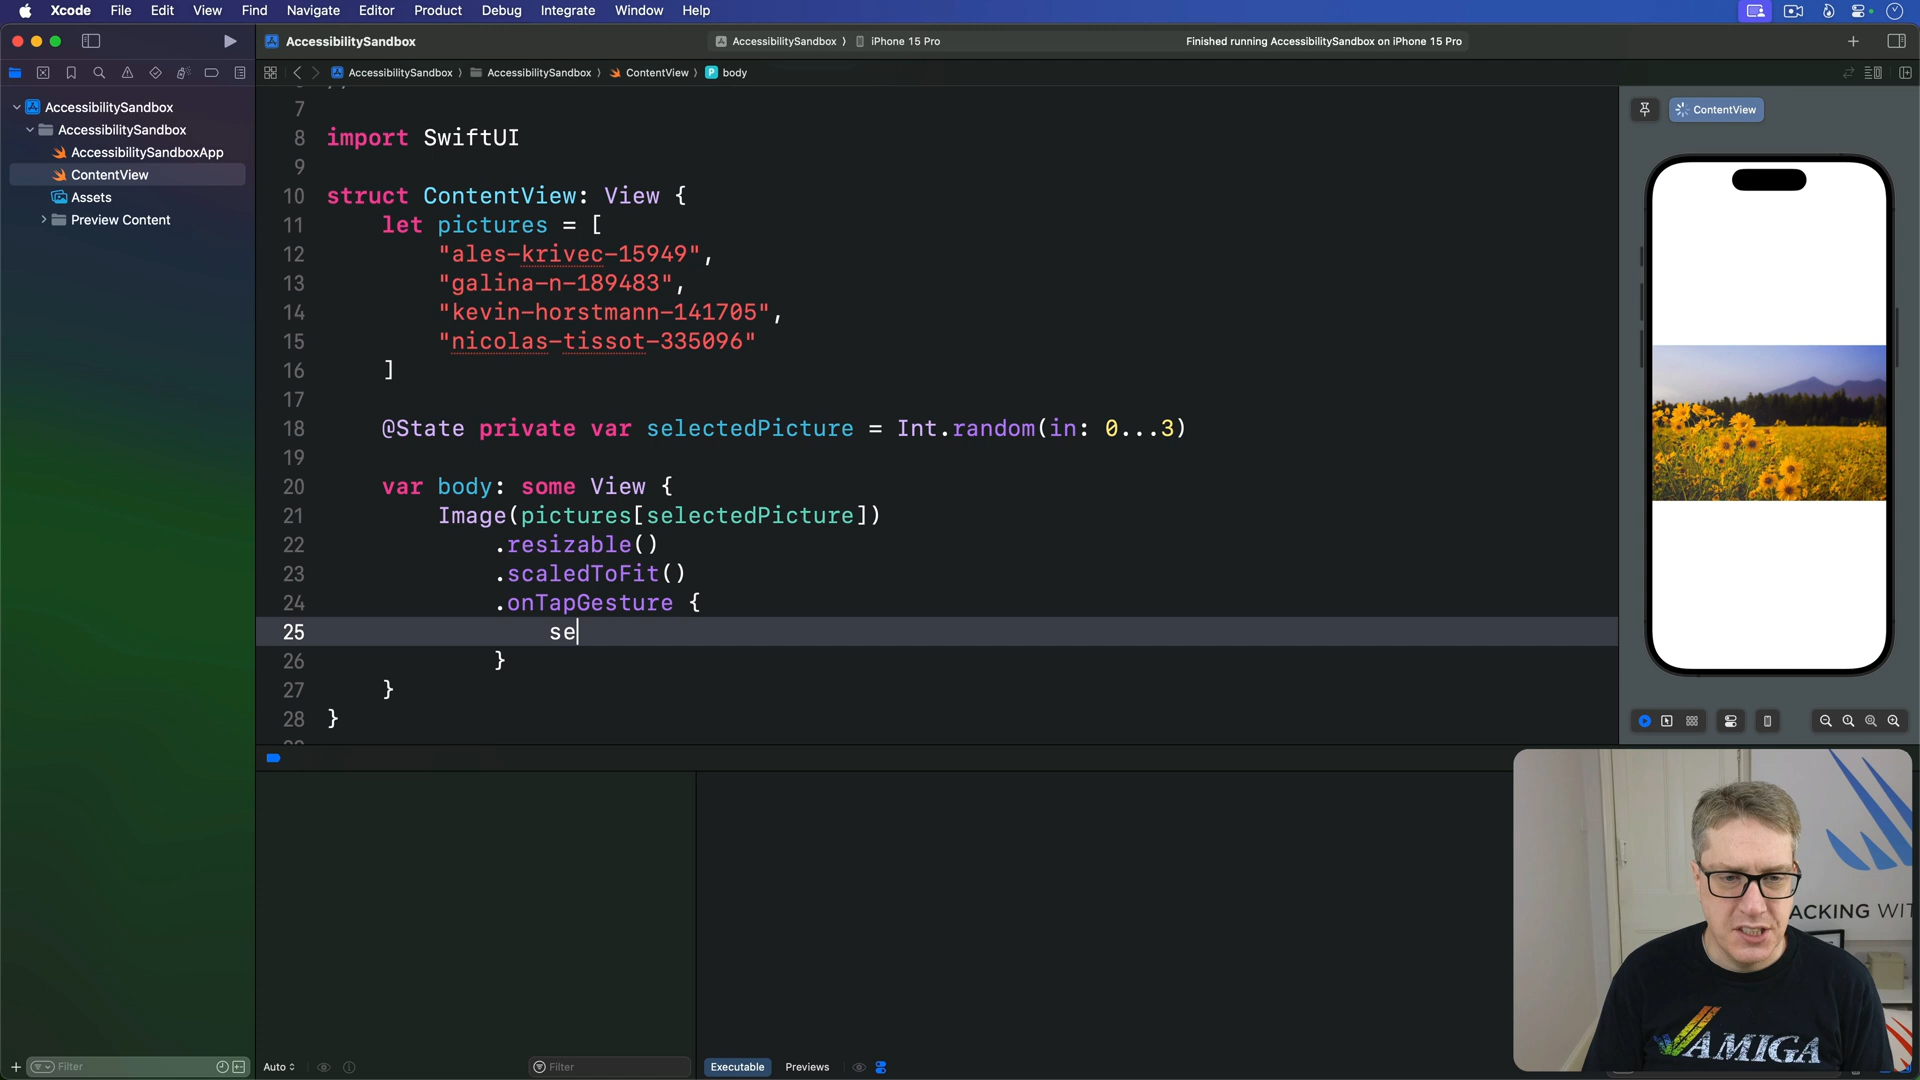 Xcode File Edit View Find Navigate Editor Product Debug Integrate Window Help
AccessibilitySandbox
AccessibilitySandbox 〉 iPhone 15 Pro
Finished running AccessibilitySandbox on iPhone 15 Pro
AccessibilitySandbox 〉 AccessibilitySandbox 〉 ContentView 〉 P body
AccessibilitySandbox
AccessibilitySandbox
AccessibilitySandboxApp
ContentView
Assets
Preview Content
7
8 import SwiftUI
9
10 struct ContentView: View {
11 let pictures = [
12 "ales-krivec-15949",
13 "galina-n-189483",
14 "kevin-horstmann-141705",
15 "nicolas-tissot-335096"
16 ]
17
18 @State private var selectedPicture = Int.random(in: 0...3)
19
20 var body: some View {
21 Image(pictures[selectedPicture])
22 .resizable()
23 .scaledToFit()
24 .onTapGesture {
25 se
26 }
27 }
28 }
ContentView
ACKING WIT
AMIGA
Filter
Auto
Filter
Executable Previews